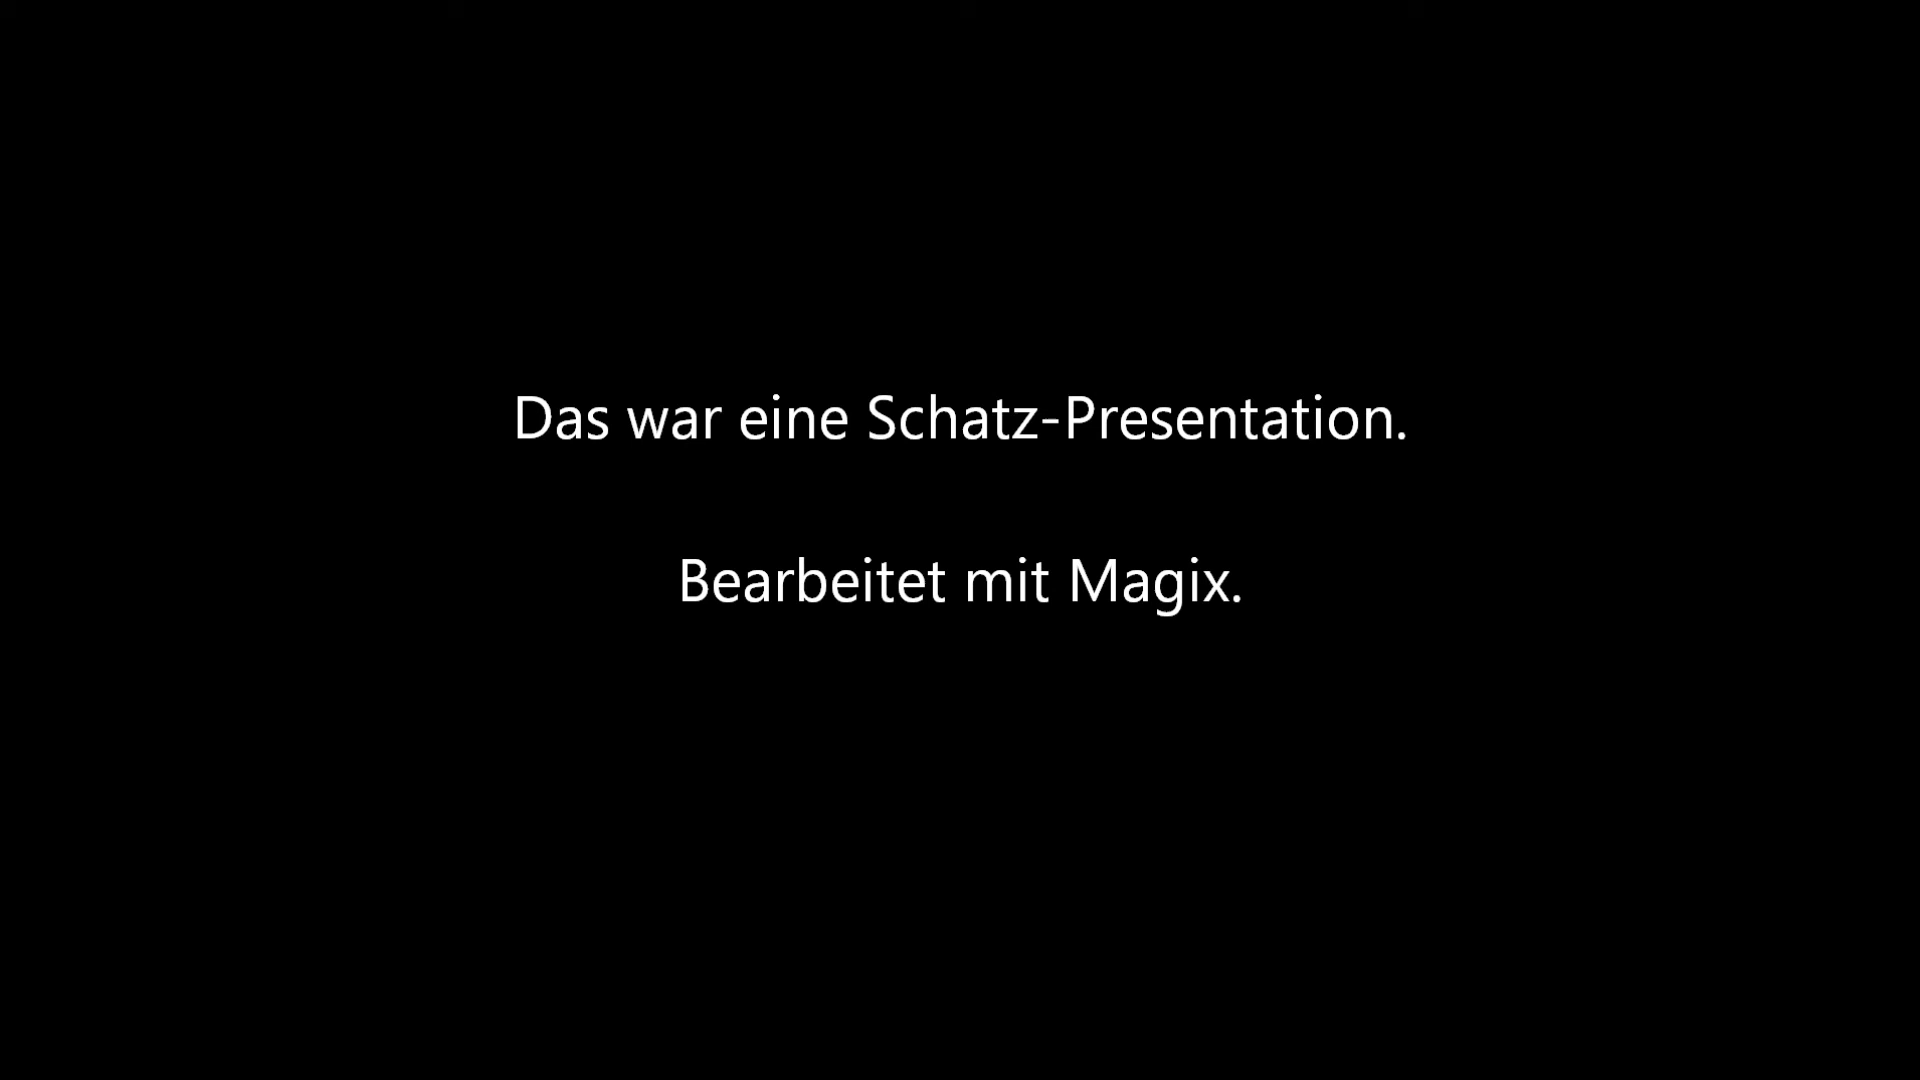 Das war eine Schatz-Presentation.
Bearbeitet mit Magix.